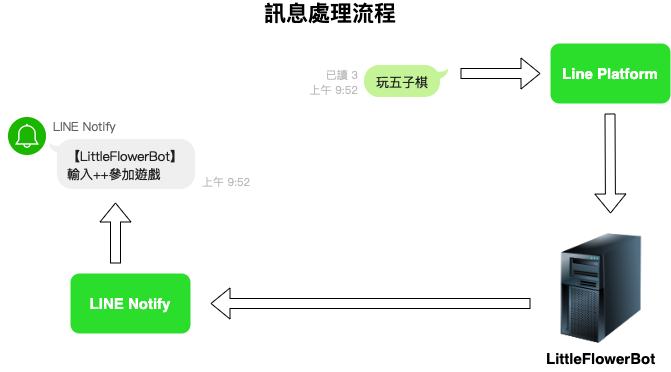 訊息處理流程
已讀 3
上午 9:52
玩五子棋
Line Platform
LINE Notify
【LittleFlowerBot】
輸入++參加遊戲
上午 9:52
LINE Notify
LittleFlowerBot